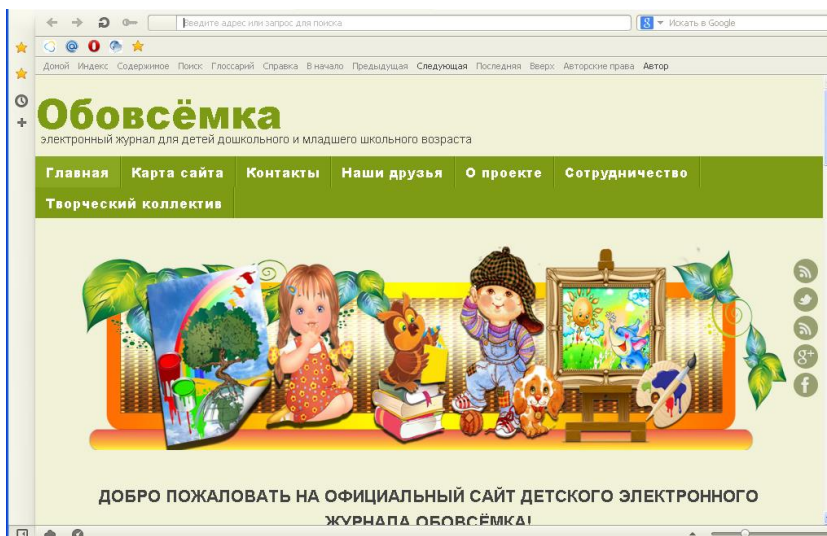 Введите адрес или запрос для поиска
Искать в Google
Домой Индекс Содержимое Поиск Глоссарий Справка В начало Предыдущая Следующая Последняя Вверх Авторские права Автор
Обовсёмка
электронный журнал для детей дошкольного и младшего школьного возраста
Главная Карта сайта Контакты Наши друзья О проекте Сотрудничество
Творческий коллектив
ДОБРО ПОЖАЛОВАТЬ НА ОФИЦИАЛЬНЫЙ САЙТ ДЕТСКОГО ЭЛЕКТРОННОГО
ЖУРНАЛА ОБОВСЁМКА!